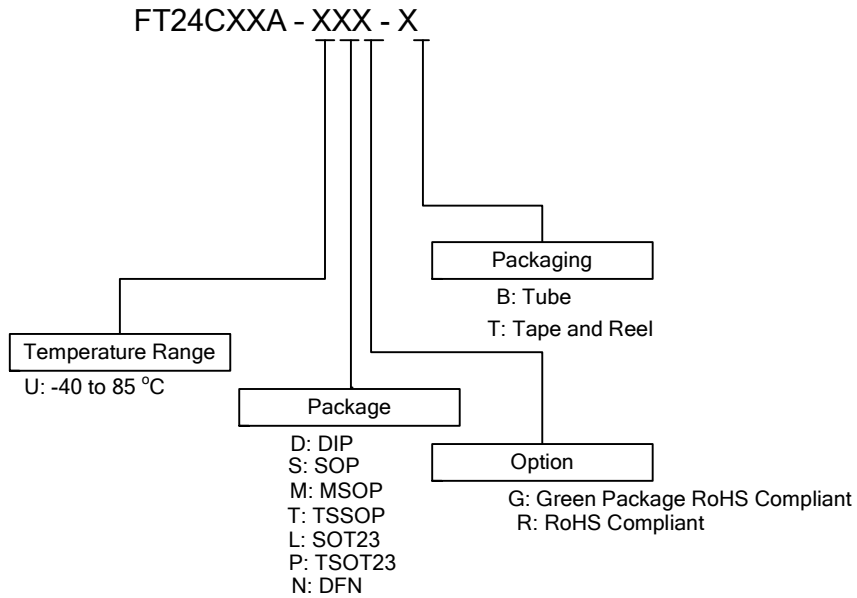 FT24CXXA - XXX - X
Packaging
B: Tube
T: Tape and Reel
Temperature Range
U: -40 to 85 °C
Package
D: DIP
S: SOP
M: MSOP
T: TSSOP
L: SOT23
P: TSOT23
N: DFN
Option
G: Green Package RoHS Compliant
R: RoHS Compliant